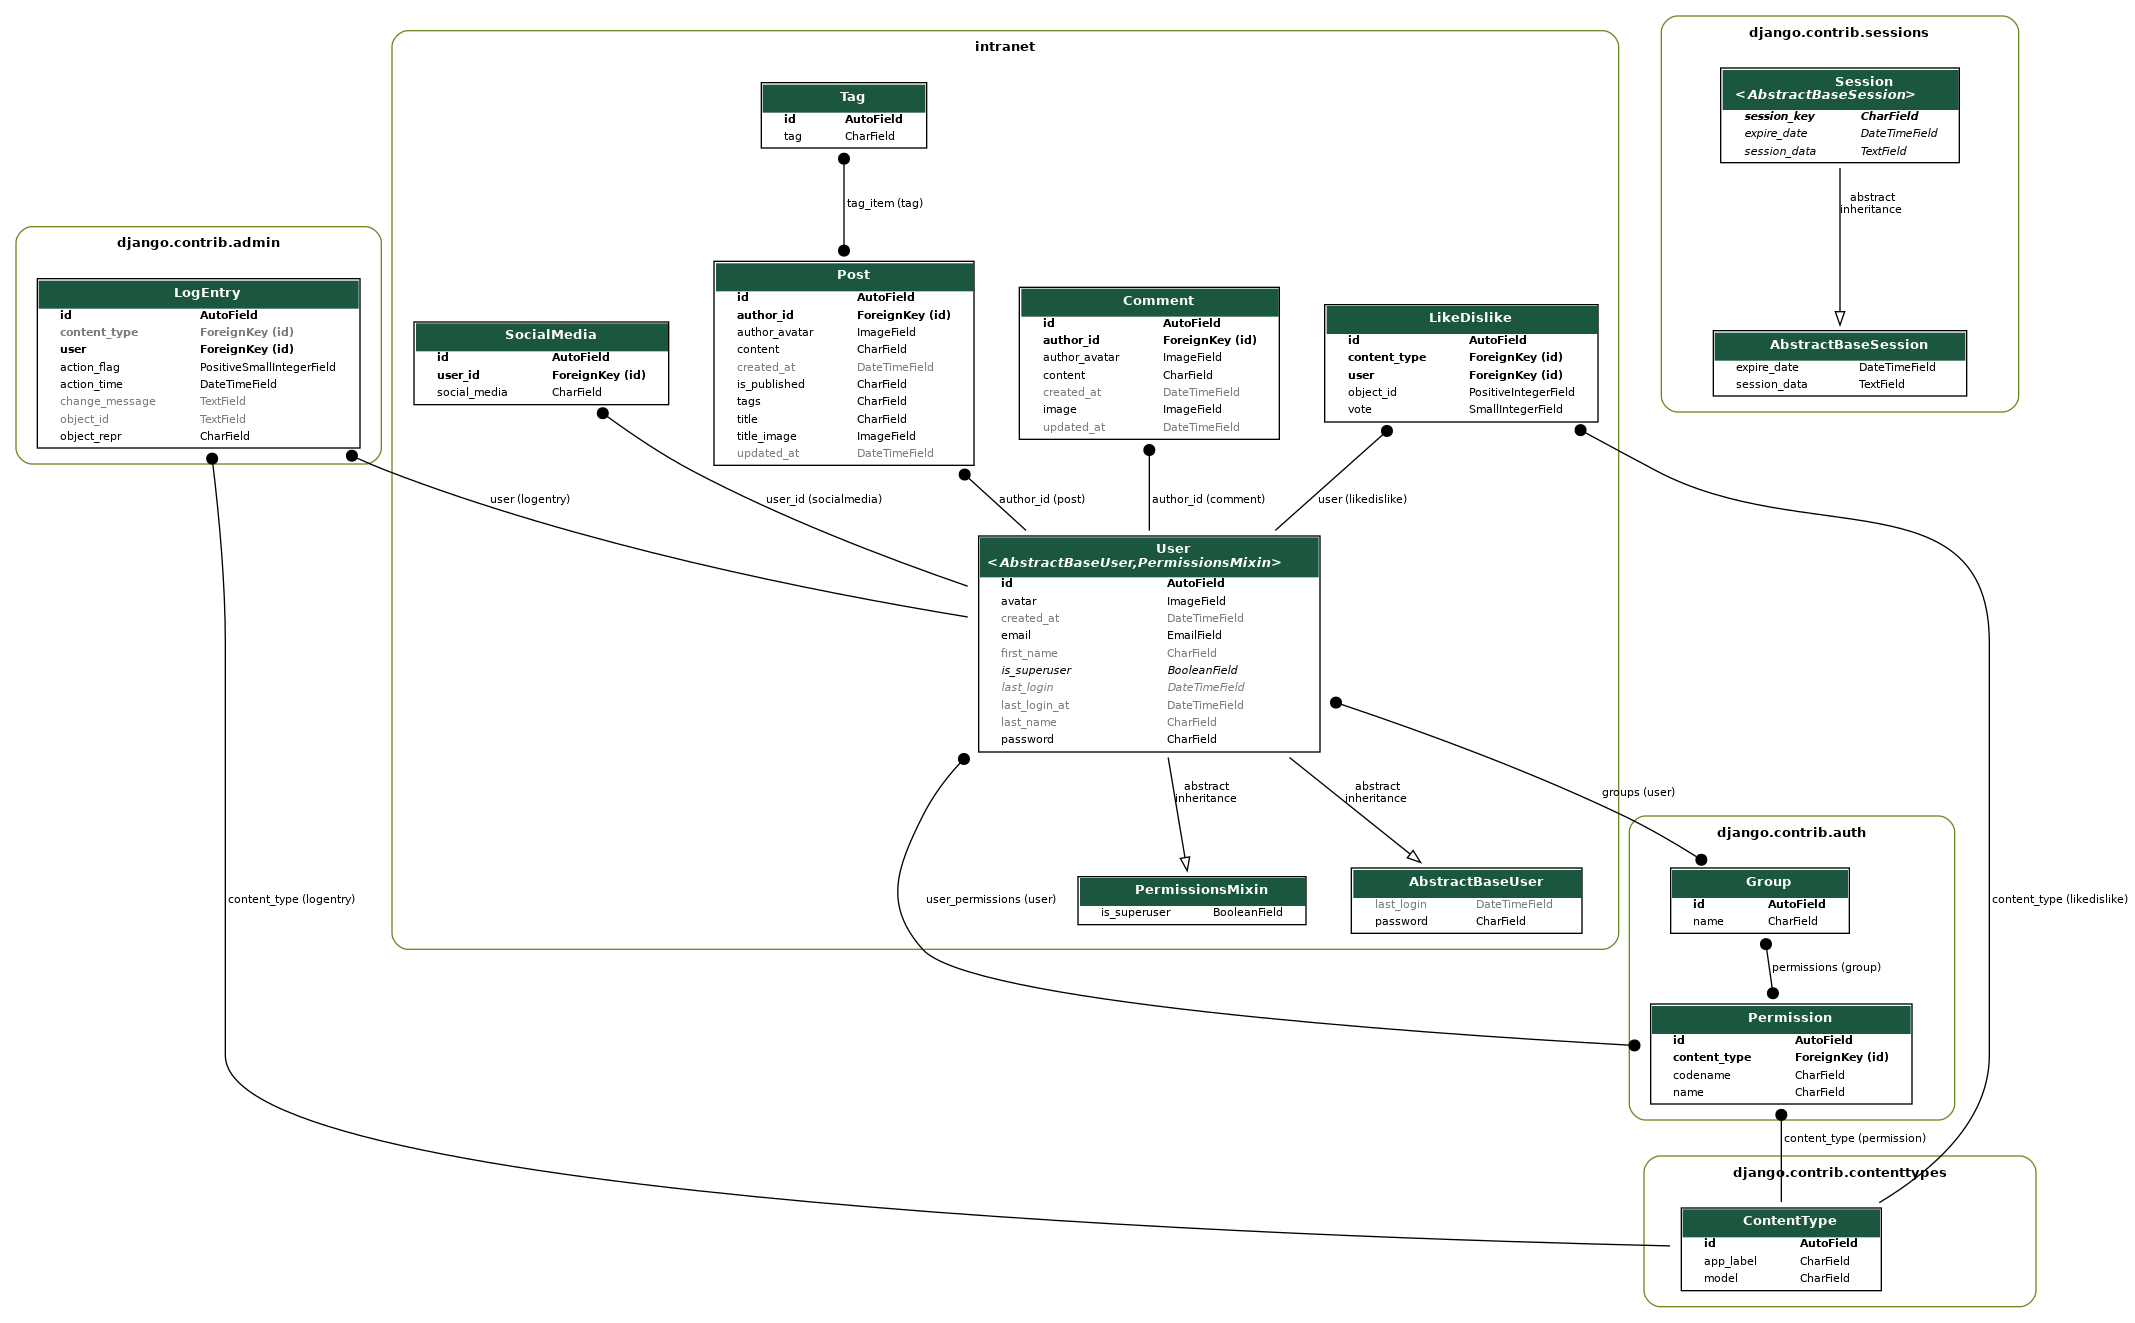 intranet
django.contrib.sessions
Tag
id AutoField
tag CharField
Session
<AbstractBaseSession>
session_key CharField
expire_date DateTimeField
session_data TextField
tag_item (tag)
abstract
inheritance
django.contrib.admin
LogEntry
id AutoField
content_type ForeignKey (id)
user ForeignKey (id)
action_flag PositiveSmallIntegerField
action_time DateTimeField
change_message TextField
object_id TextField
object_repr CharField
SocialMedia
id AutoField
user_id ForeignKey (id)
social_media CharField
Post
id AutoField
author_id ForeignKey (id)
author_avatar ImageField
content CharField
created_at DateTimeField
is_published CharField
tags CharField
title CharField
title_image ImageField
updated_at DateTimeField
Comment
id AutoField
author_id ForeignKey (id)
author_avatar ImageField
content CharField
created_at DateTimeField
image ImageField
updated_at DateTimeField
LikeDislike
id AutoField
content_type ForeignKey (id)
user ForeignKey (id)
object_id PositiveIntegerField
vote SmallIntegerField
AbstractBaseSession
expire_date DateTimeField
session_data TextField
user (logentry)
user_id (socialmedia)
author_id (post)
author_id (comment)
user (likedislike)
User
<AbstractBaseUser,PermissionsMixin>
id AutoField
avatar ImageField
created_at DateTimeField
email EmailField
first_name CharField
is_superuser BooleanField
last_login DateTimeField
last_login_at DateTimeField
last_name CharField
password CharField
abstract
inheritance
abstract
inheritance
groups (user)
django.contrib.auth
content_type (logentry)
user_permissions (user)
PermissionsMixin
is_superuser BooleanField
AbstractBaseUser
last_login DateTimeField
password CharField
Group
id AutoField
name CharField
content_type (likedislike)
permissions (group)
Permission
id AutoField
content_type ForeignKey (id)
codename CharField
name CharField
content_type (permission)
django.contrib.contenttypes
ContentType
id AutoField
app_label CharField
model CharField